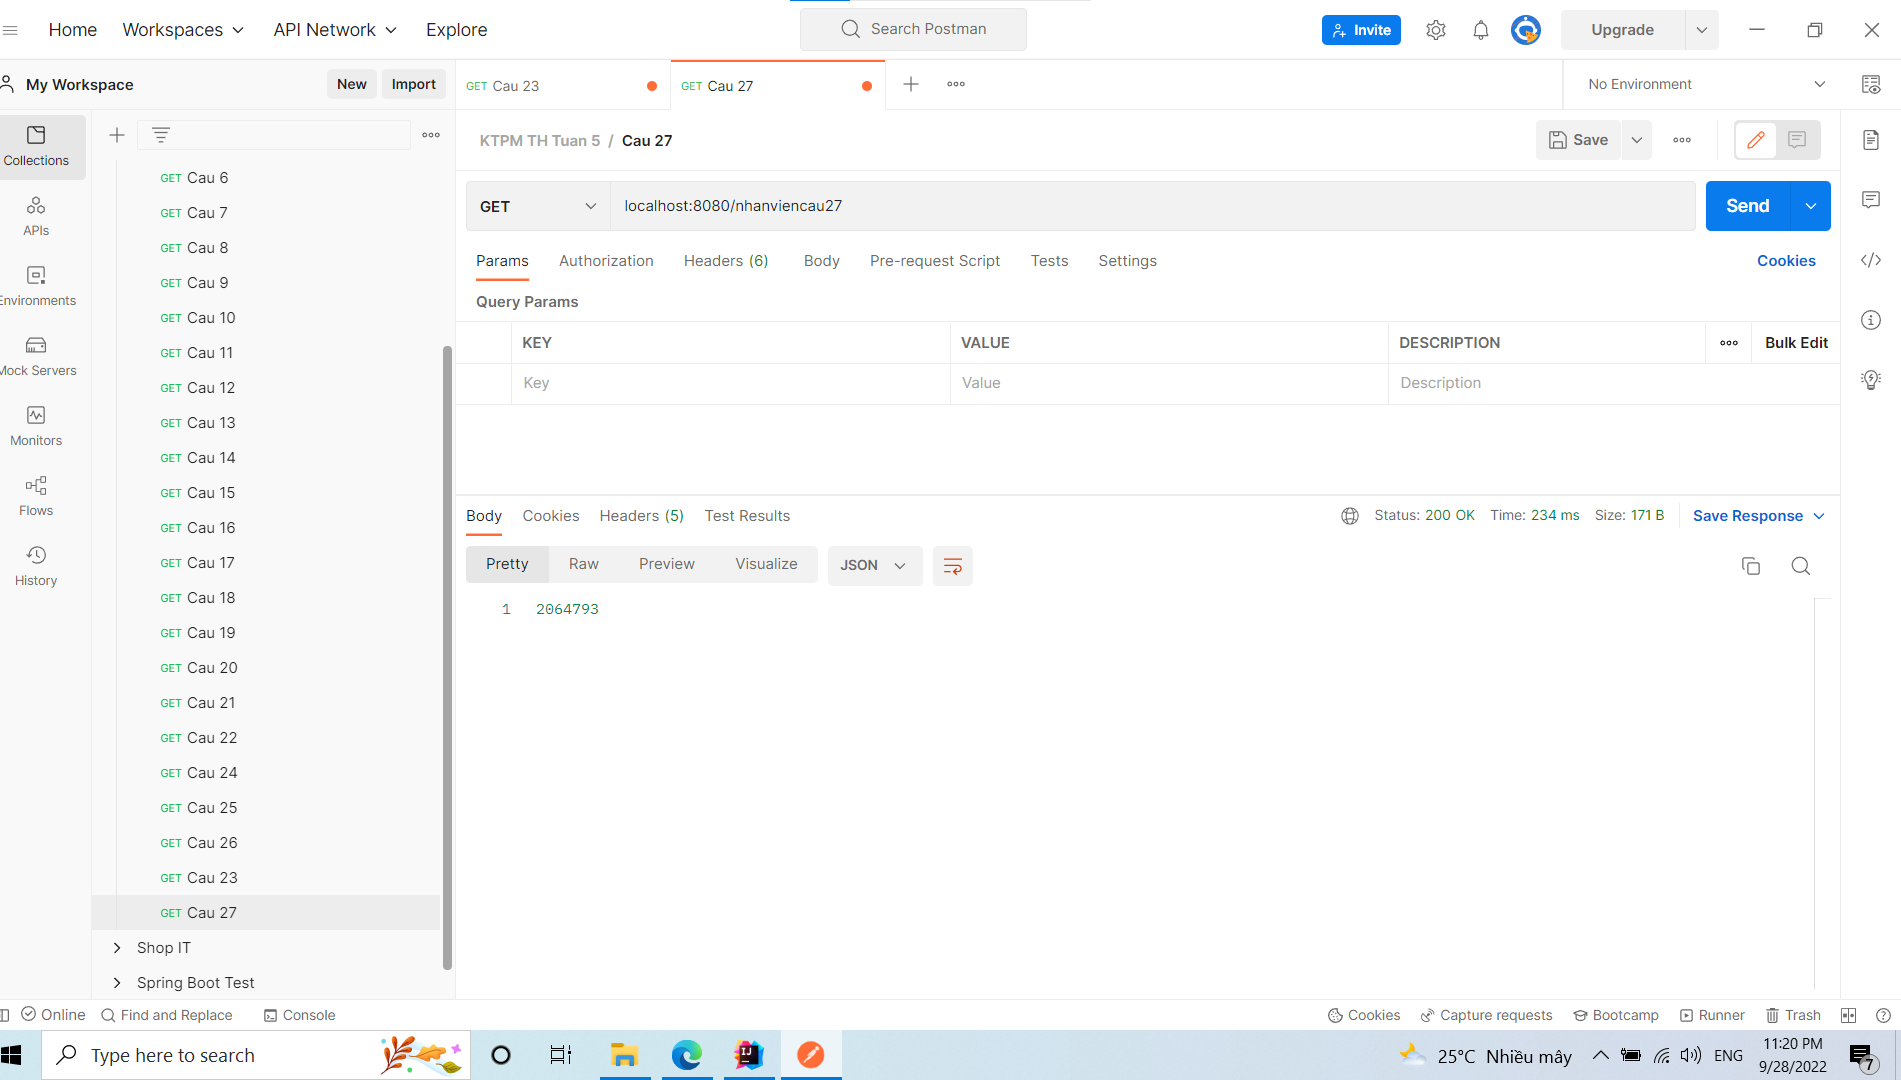 Home Workspaces API Network Explore Search Postman Invite Upgrade
My Workspace New Import GET Cau 23 GET Cau 27 No Environment
KTPM TH Tuan 5 / Cau 27 Save
GET localhost:8080/nhanviencau27 Send
Params Authorization Headers (6) Body Pre-request Script Tests Settings Cookies
Query Params
KEY VALUE DESCRIPTION Bulk Edit
Key Value Description
Body Cookies Headers (5) Test Results Status: 200 OK Time: 234 ms Size: 171 B Save Response
Pretty Raw Preview Visualize JSON
1 2064793
Collections
APIs
Environments
Mock Servers
Monitors
Flows
History
GET Cau 6
GET Cau 7
GET Cau 8
GET Cau 9
GET Cau 10
GET Cau 11
GET Cau 12
GET Cau 13
GET Cau 14
GET Cau 15
GET Cau 16
GET Cau 17
GET Cau 18
GET Cau 19
GET Cau 20
GET Cau 21
GET Cau 22
GET Cau 24
GET Cau 25
GET Cau 26
GET Cau 23
GET Cau 27
Shop IT
Spring Boot Test
Online Find and Replace Console Cookies Capture requests Bootcamp Runner Trash
Type here to search 25°C Nhiều mây ENG 11:20 PM
9/28/2022 7